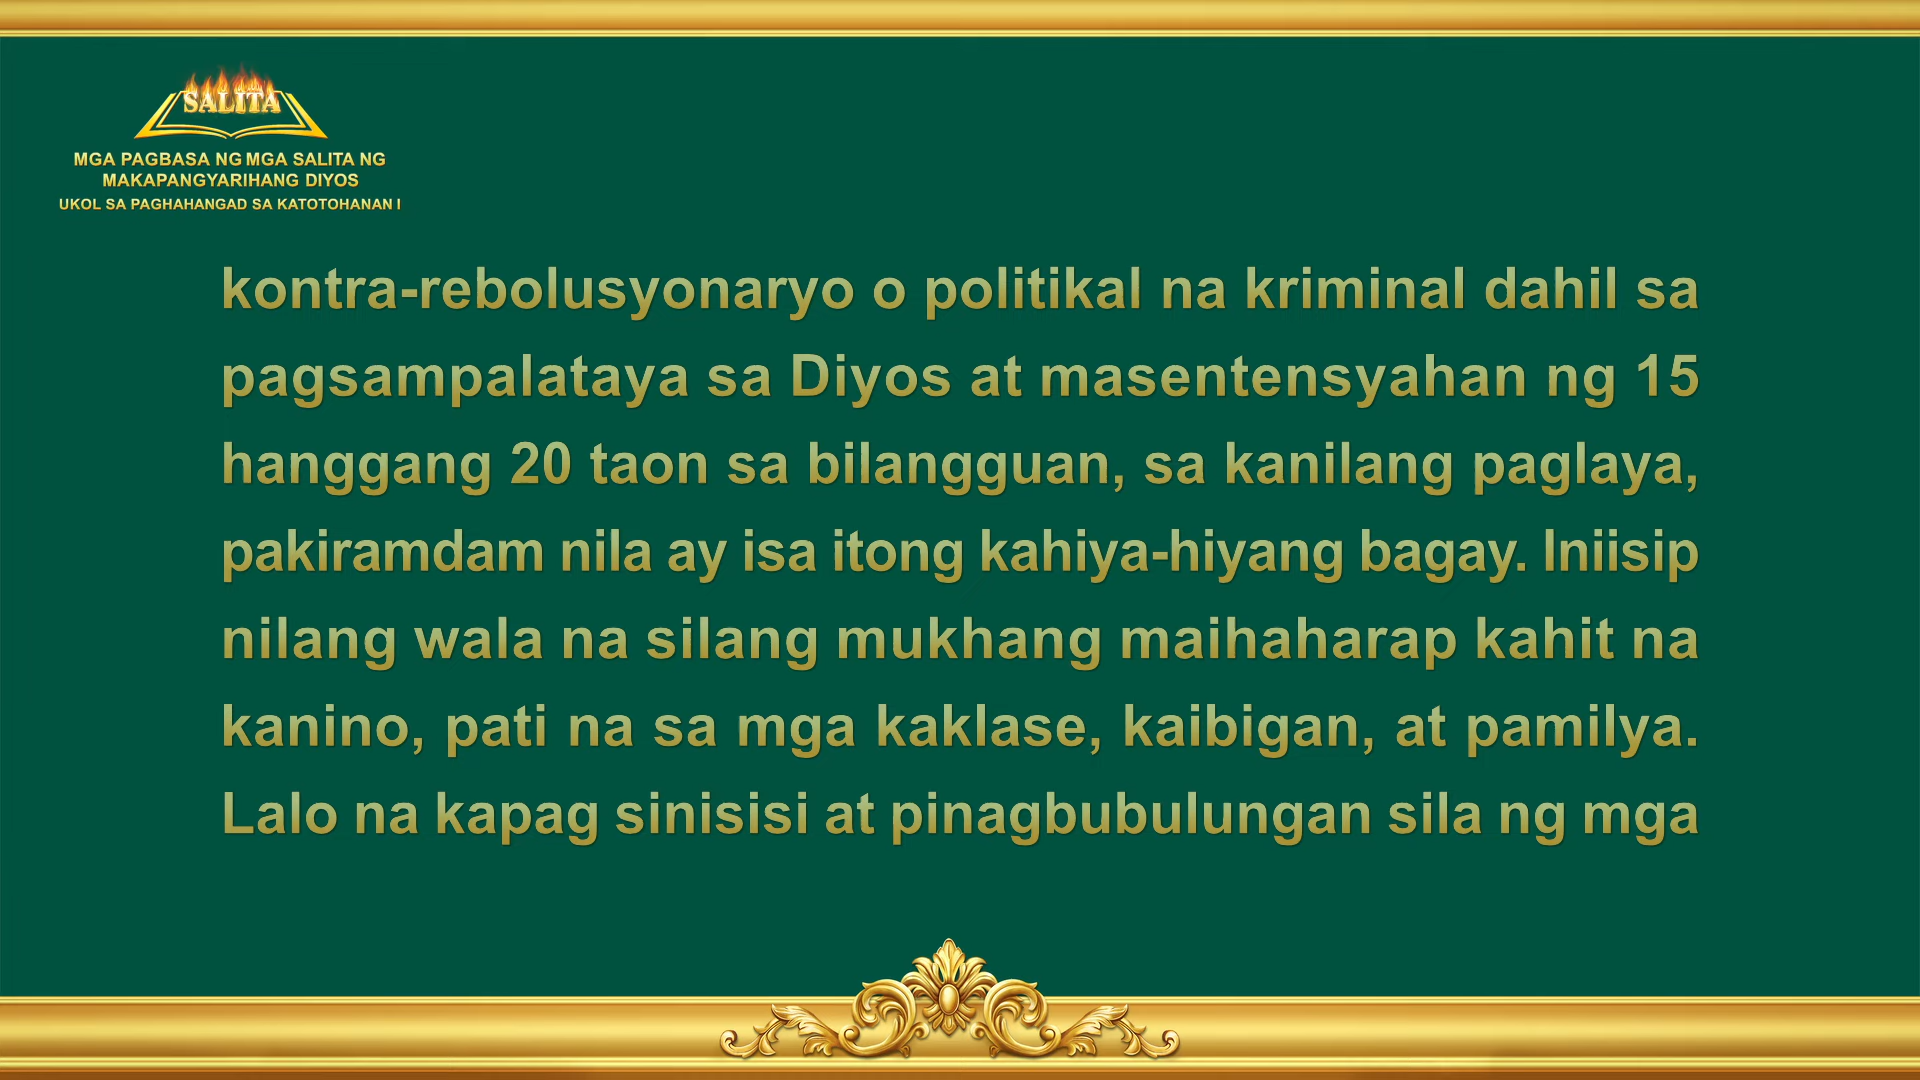 SALITA
MGA PAGBASA NG MGA SALITA NG
MAKAPANGYARIHANG DIYOS
UKOL SA PAGHAHANGAD SA KATOTOHANAN I
kontra-rebolusyonaryo o politikal na kriminal dahil sa
pagsampalataya sa Diyos at masentensyahan ng 15
hanggang 20 taon sa bilangguan, sa kanilang paglaya,
pakiramdam nila ay isa itong kahiya-hiyang bagay. Iniisip
nilang wala na silang mukhang maihaharap kahit na
kanino, pati na sa mga kaklase, kaibigan, at pamilya.
Lalo na kapag sinisisi at pinagbubulungan sila ng mga